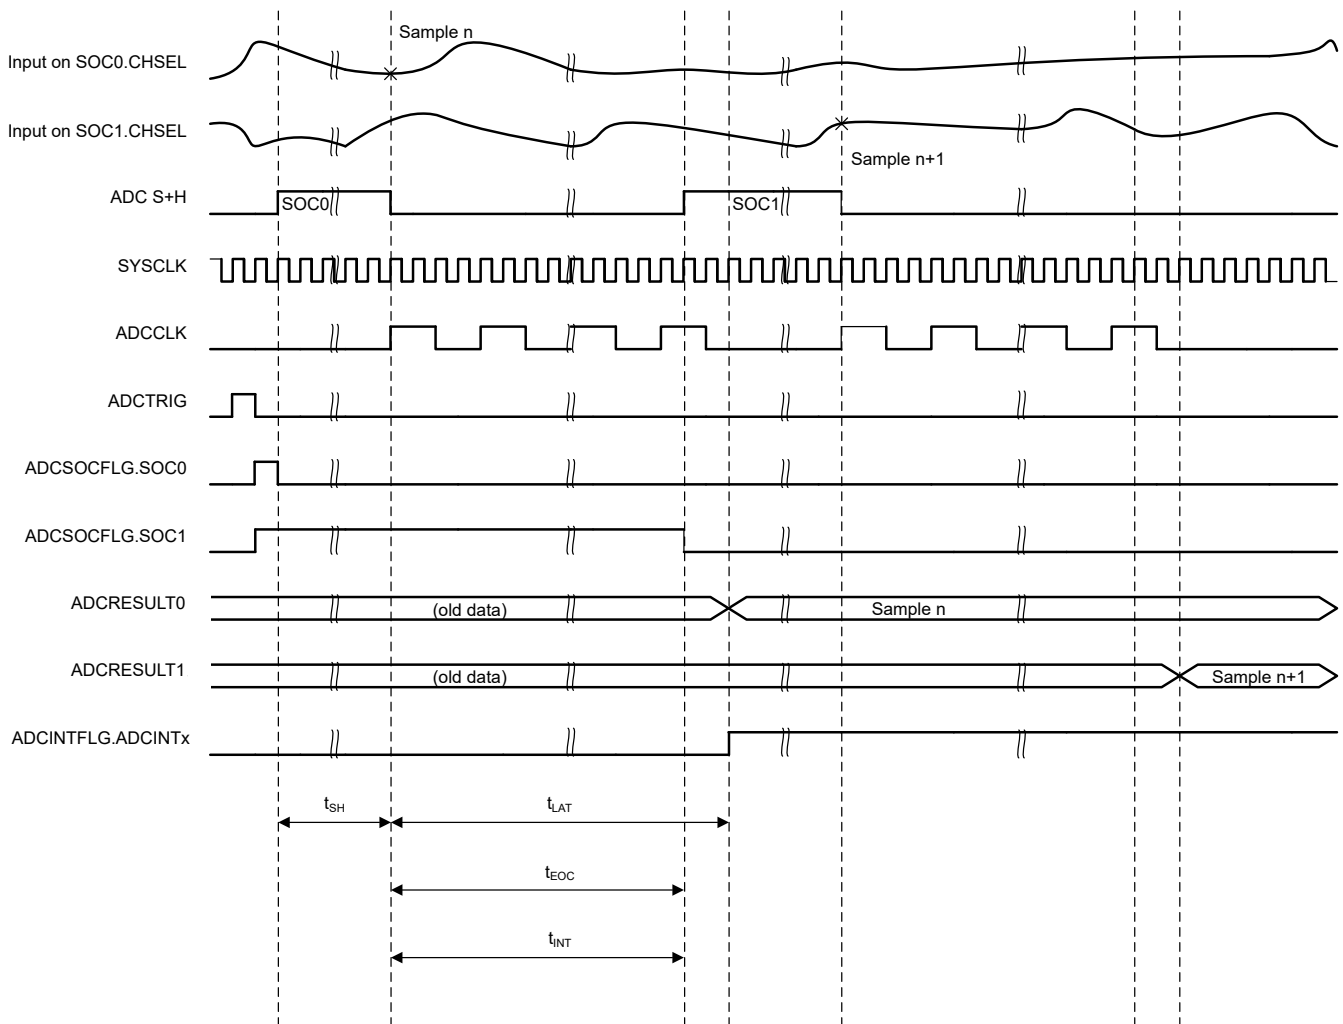 Sample n
Input on SOC0.CHSEL
Input on SOC1.CHSEL
Sample n+1
ADC S+H
SOC0
SOC1
SYSCLK
ADCCLK
ADCTRIG
ADCSOCFLG.SOC0
ADCSOCFLG.SOC1
ADCRESULT0
(old data)
Sample n
ADCRESULT1
(old data)
Sample n+1
ADCINTFLG.ADCINTx
tSH
tLAT
tEOC
tINT